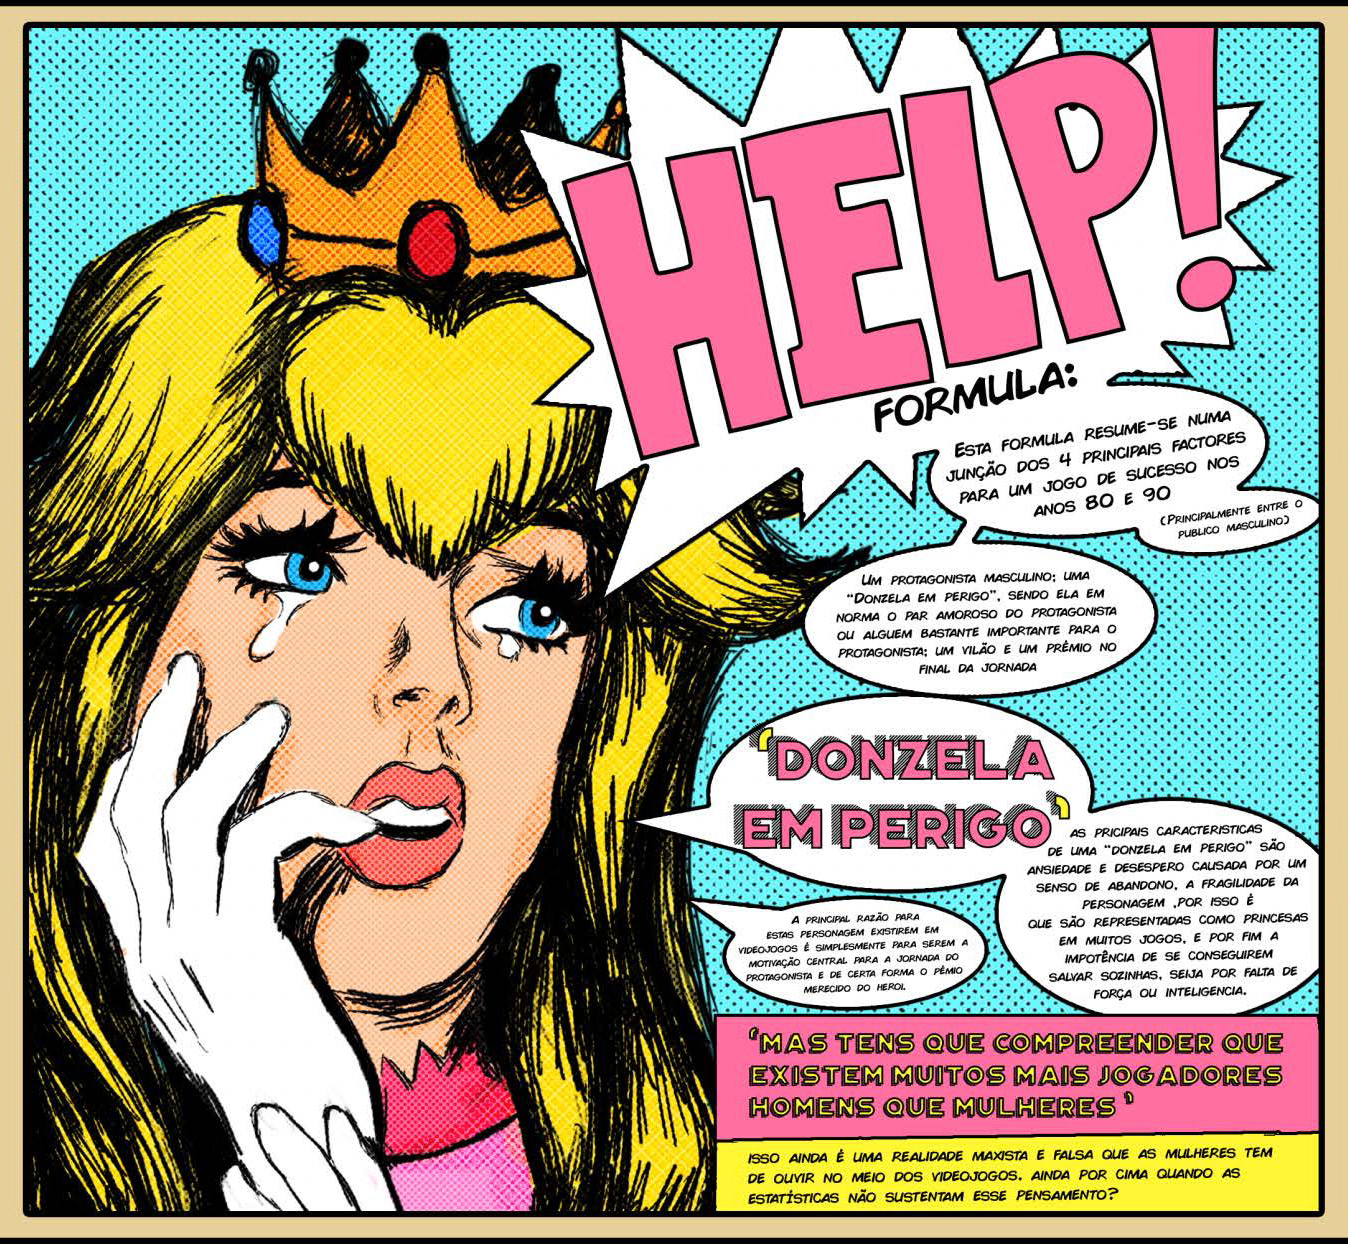 HELP!
FORMULA:
ESTA FORMULA RESUME-SE NUMA
JUNÇÃO DOS 4 PRINCIPAIS FACTORES
PARA UM JOGO DE SUCESSO NOS
ANOS 80 E 90
(PRINCIPALMENTE ENTRE O
PUBLICO MASCULINO)
UM PROTAGONISTA MASCULINO; UMA
"DONZELA EM PERIGO", SENDO ELA EM
NORMA O PAR AMOROSO DO PROTAGONISTA
OU ALGUEM BASTANTE IMPORTANTE PARA O
PROTAGONISTA; UM VILÃO E UM PRÉMIO NO
FINAL DA JORNADA
'DONZELA
EM PERIGO'
AS PRICIPAIS CARACTERISTICAS
DE UMA "DONZELA EM PERIGO" SÃO
ANSIEDADE E DESESPERO CAUSADA POR UM
SENSO DE ABANDONO, A FRAGILIDADE DA
PERSONAGEM ,POR ISSO É
QUE SÃO REPRESENTADAS COMO PRINCESAS
EM MUITOS JOGOS, E POR FIM A
IMPOTÊNCIA DE SE CONSEGUIREM
SALVAR SOZINHAS, SEIJA POR FALTA DE
FORÇA OU INTELIGENCIA.
A PRINCIPAL RAZÃO PARA
ESTAS PERSONAGEM EXISTIREM EM
VIDEOJOGOS É SIMPLESMENTE PARA SEREM A
MOTIVAÇÃO CENTRAL PARA A JORNADA DO
PROTAGONISTA E DE CERTA FORMA O PÉMIO
MERECIDO DO HEROI.
'MAS TENS QUE COMPREENDER QUE
EXISTEM MUITOS MAIS JOGADORES
HOMENS QUE MULHERES'
ISSO AINDA É UMA REALIDADE MAXISTA E FALSA QUE AS MULHERES TEM
DE OUVIR NO MEIO DOS VIDEOJOGOS. AINDA POR CIMA QUANDO AS
ESTATÍSTICAS NÃO SUSTENTAM ESSE PENSAMENTO?